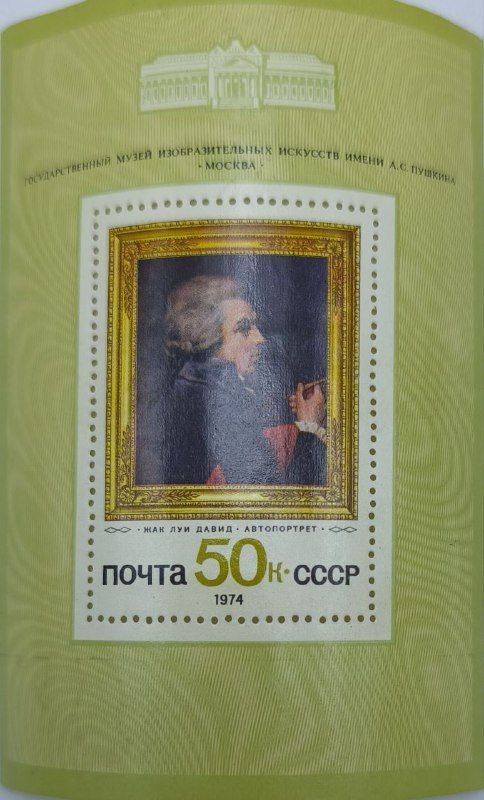 ГОСУДАРСТВЕННЫЙ МУЗЕЙ ИЗОБРАЗИТЕЛЬНЫХ ИСКУССТВ ИМЕНИ А.С. ПУШКИНА
· МОСКВА ·
· ЖАК ЛУИ ДАВИД · АВТОПОРТРЕТ ·
ПОЧТА 50К · СССР
1974